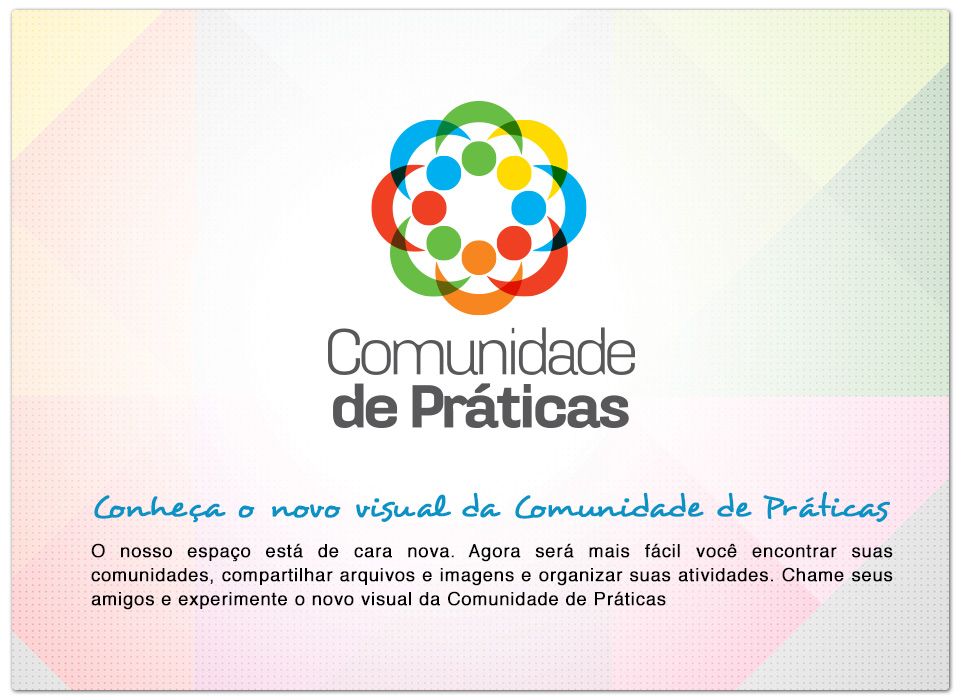 Comunidade
de Práticas
Conheça o novo visual da Comunidade de Práticas
O nosso espaço está de cara nova. Agora será mais fácil você encontrar suas
comunidades, compartilhar arquivos e imagens e organizar suas atividades. Chame seus
amigos e experimente o novo visual da Comunidade de Práticas